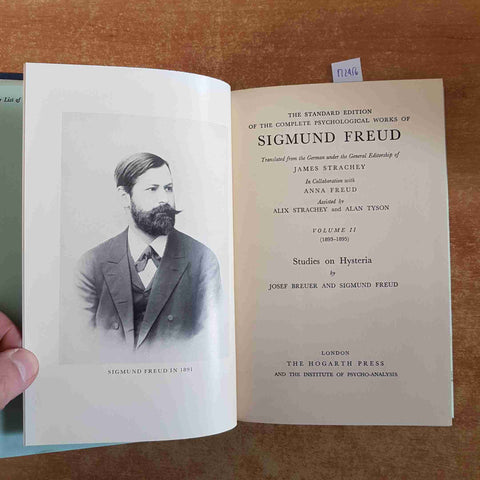 List of
SIGMUND FREUD IN 1891
THE STANDARD EDITION
OF THE COMPLETE PSYCHOLOGICAL WORKS OF
SIGMUND FREUD
Translated from the German under the General Editorship of
JAMES STRACHEY
In Collaboration with
ANNA FREUD
Assisted by
ALIX STRACHEY and ALAN TYSON
VOLUME II
(1893-1895)
Studies on Hysteria
by
JOSEF BREUER AND SIGMUND FREUD
LONDON
THE HOGARTH PRESS
AND THE INSTITUTE OF PSYCHO-ANALYSIS